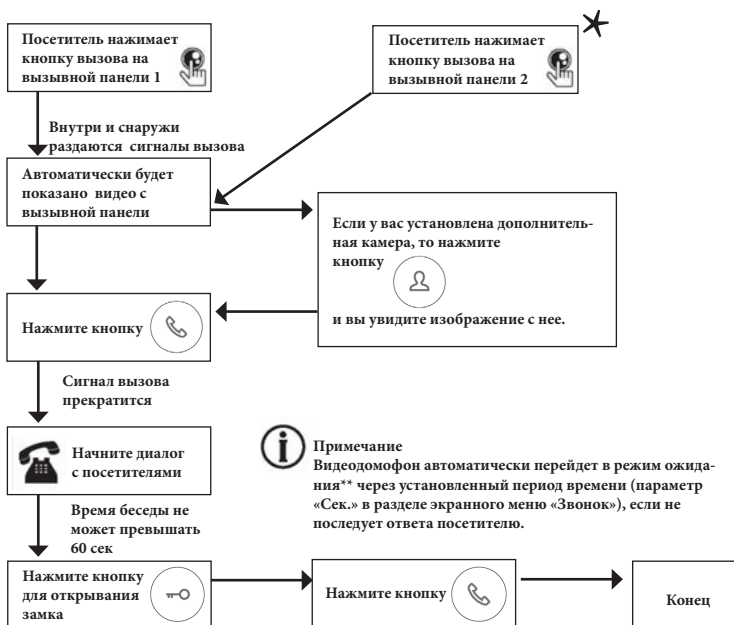 Посетитель нажимает
кнопку вызова на
вызывной панели 1
Посетитель нажимает
кнопку вызова на
вызывной панели 2
Внутри и снаружи
раздаются сигналы вызова
Автоматически будет
показано видео с
вызывной панели
Если у вас установлена дополнитель-
ная камера, то нажмите
кнопку
и вы увидите изображение с нее.
Нажмите кнопку
Сигнал вызова
прекратится
Начните диалог
с посетителями
Примечание
Видеодомофон автоматически перейдет в режим ожида-
ния** через установленный период времени (параметр
«Сек.» в разделе экранного меню «Звонок»), если не
последует ответа посетителю.
Время беседы не
может превышать
60 сек
Нажмите кнопку
для открывания
замка
Нажмите кнопку
Конец